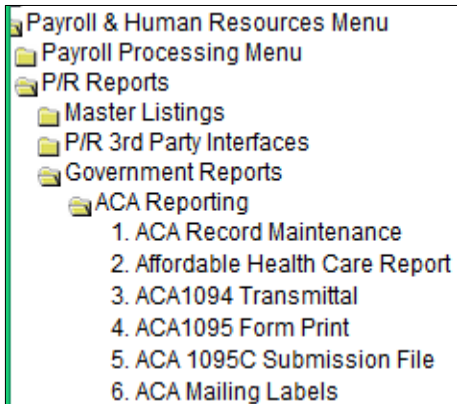 Payroll & Human Resources Menu
Payroll Processing Menu
P/R Reports
Master Listings
P/R 3rd Party Interfaces
Government Reports
ACA Reporting
1. ACA Record Maintenance
2. Affordable Health Care Report
3. ACA1094 Transmittal
4. ACA1095 Form Print
5. ACA 1095C Submission File
6. ACA Mailing Labels